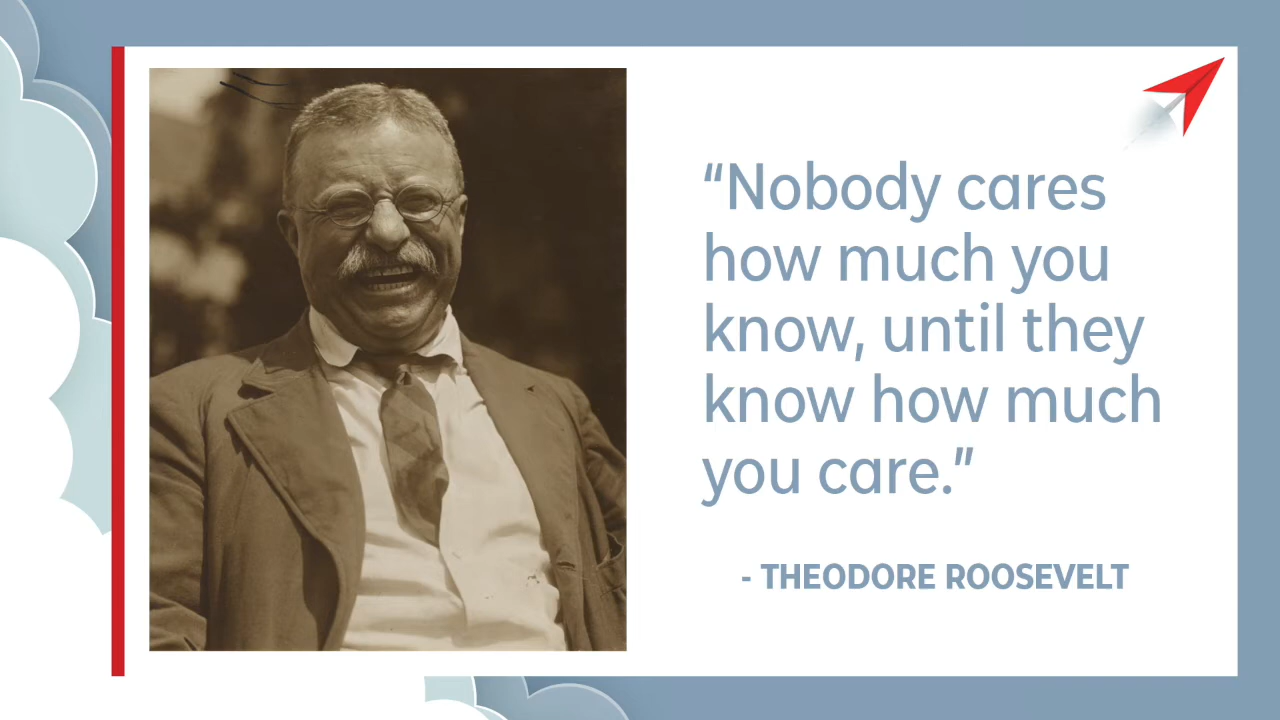 “Nobody cares
how much you
know, until they
know how much
you care.”
- THEODORE ROOSEVELT